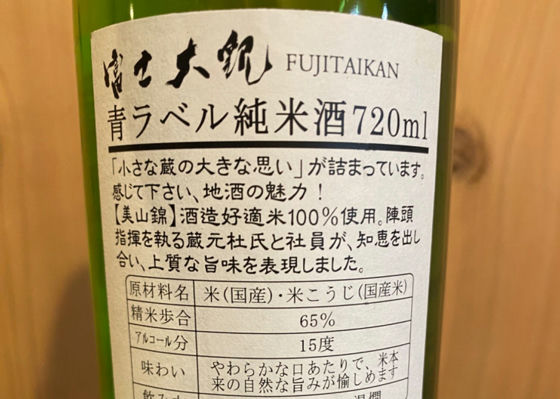 富士大観 FUJITAIKAN
青ラベル純米酒720ml
「小さな蔵の大きな思い」が詰まっています。
感じて下さい、地酒の魅力！
【美山錦】酒造好適米100％使用。陣頭
指揮を執る蔵元杜氏と社員が、知恵を出し
合い、上質な旨味を表現しました。
原材料名 米(国産)・米こうじ(国産米)
精米歩合 65%
アルコール分 15度
味わい やわらかな口あたりで、米本
来の自然な旨みが愉しめます